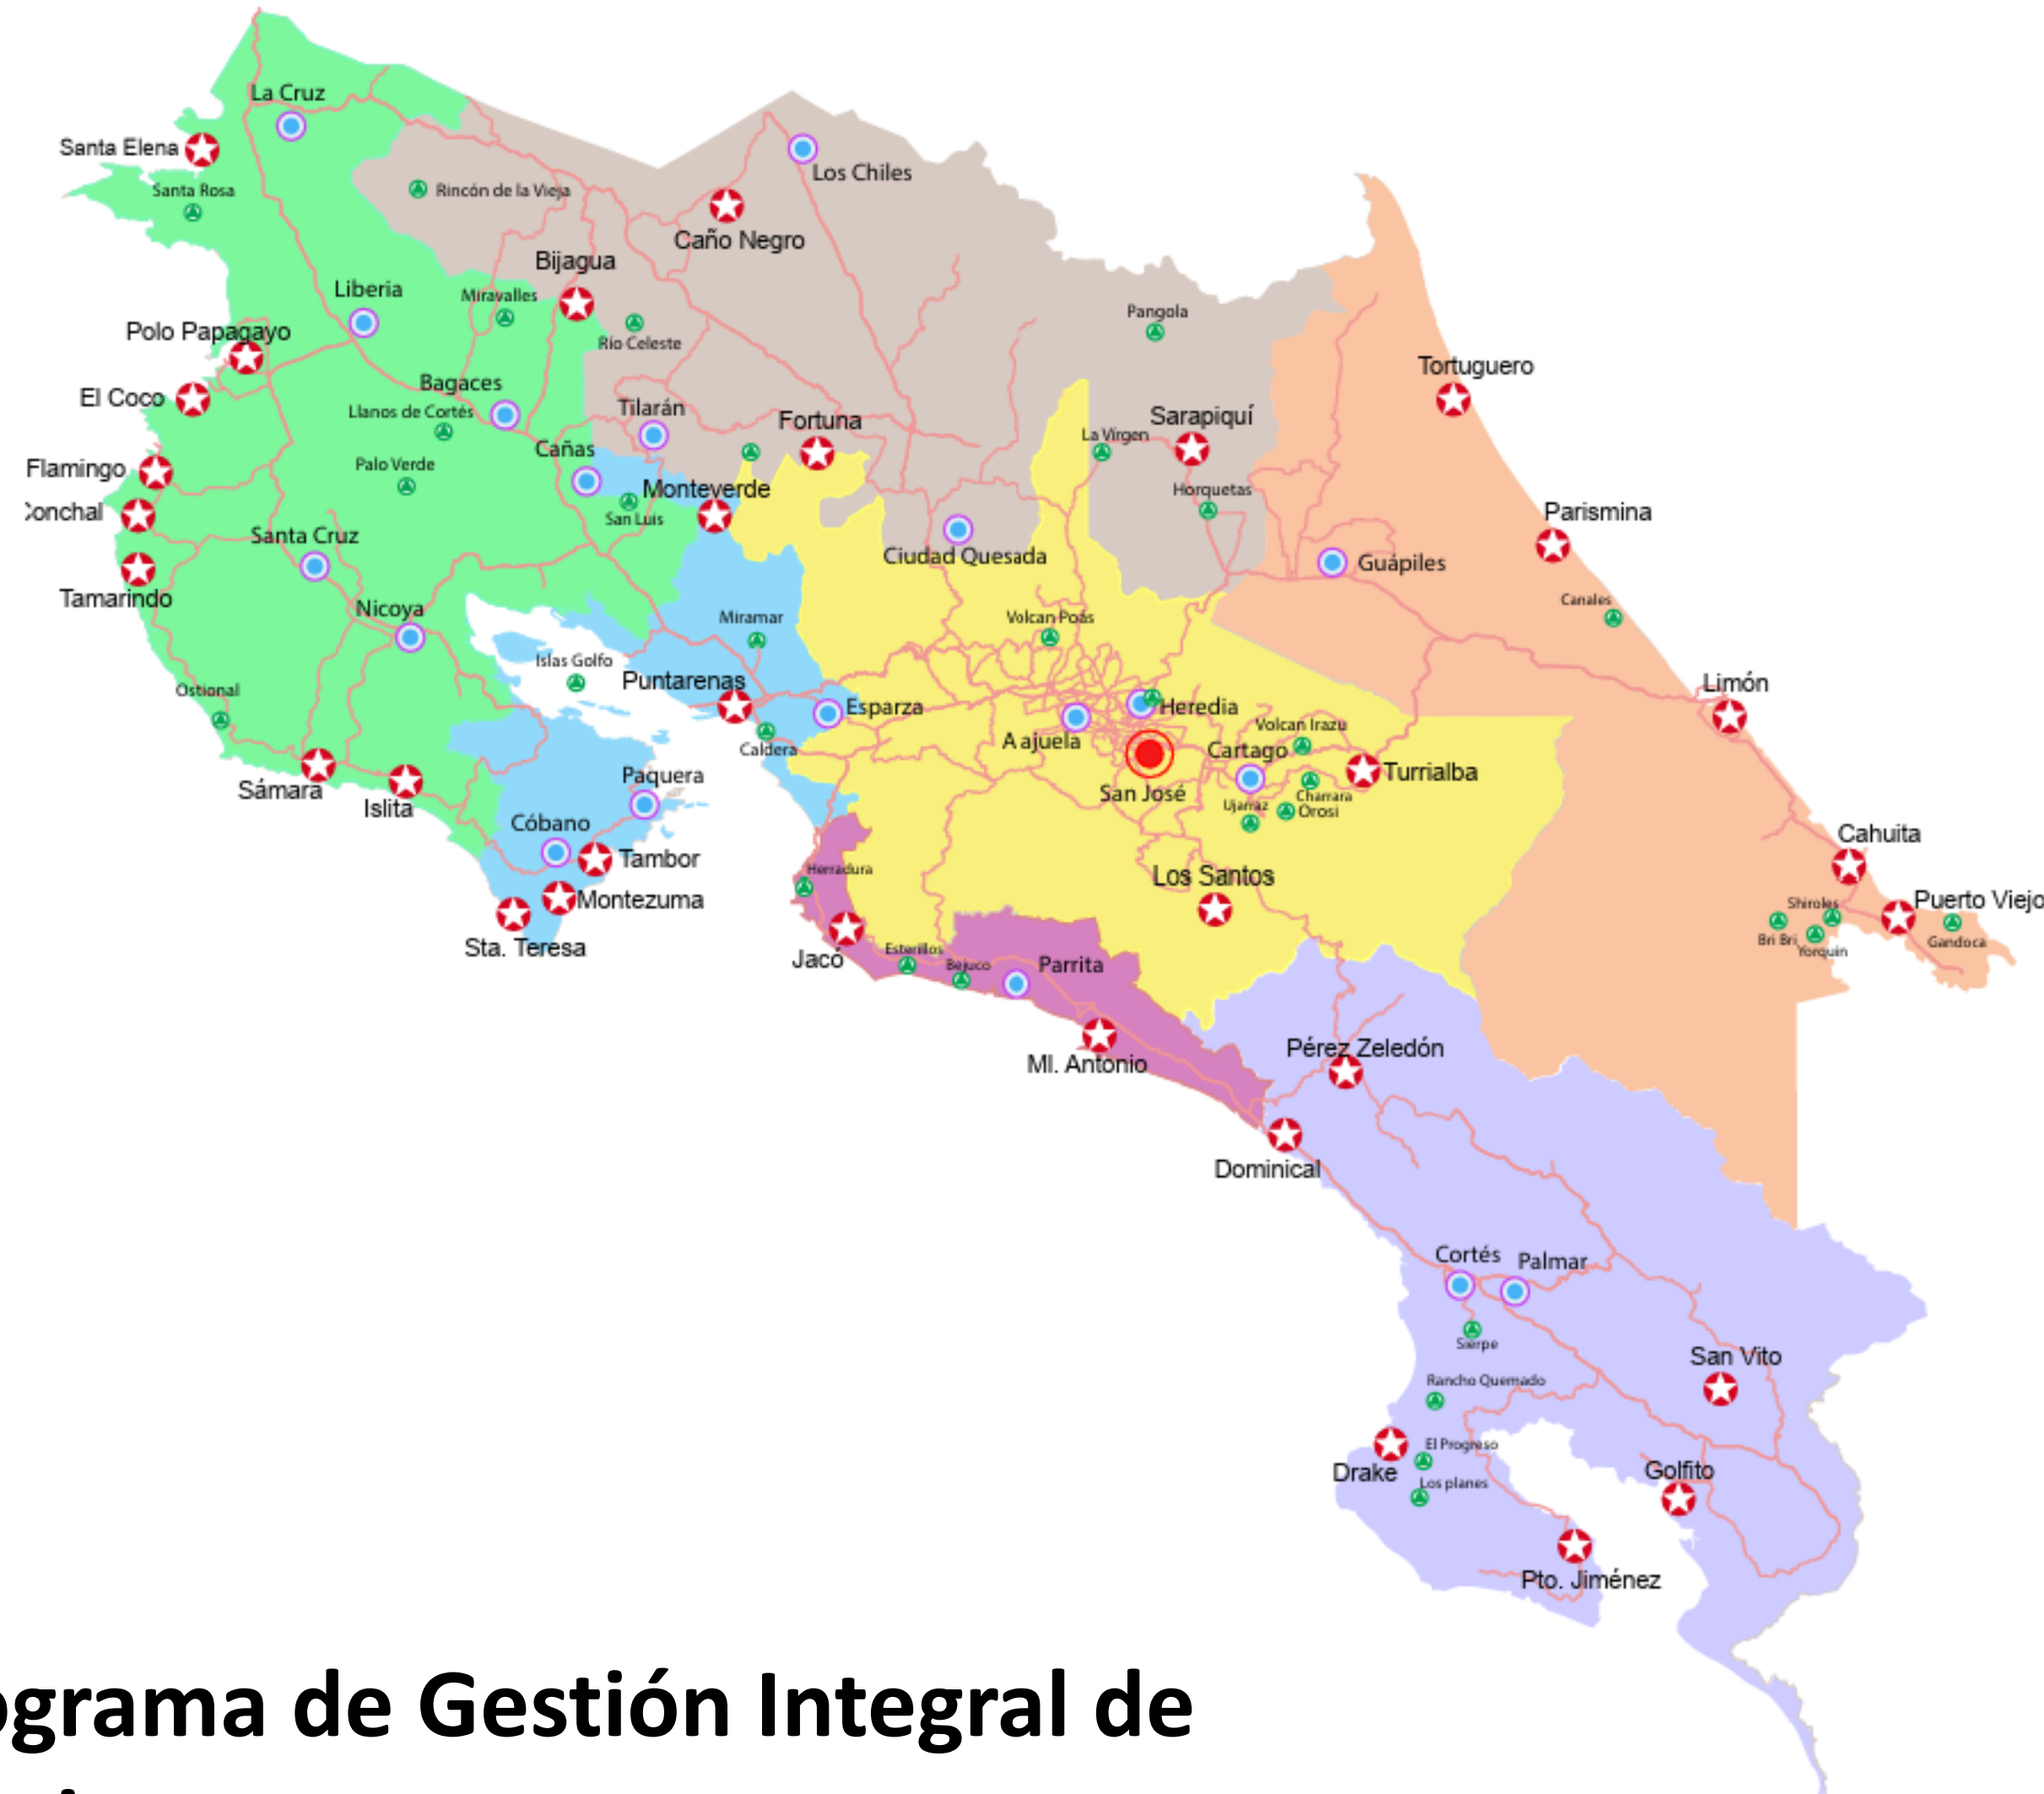 La Cruz
Santa Elena
Santa Rosa
Los Chiles
Rincón de la Vieja
Caño Negro
Bijagua
Liberia
Miravalles
Pangola
Polo Papagayo
Río Celeste
Tortuguero
Bagaces
El Coco
Llanos de Cortés
Tilarán
Fortuna
Sarapiquí
La Virgen
Cañas
Flamingo
Palo Verde
Monteverde
Horquetas
onchal
San Luis
Parismina
Santa Cruz
Ciudad Quesada
Guápiles
Tamarindo
Canales
Nicoya
Miramar
Volcan Poás
Islas Golfo
Puntarenas
Limón
Ostional
Esparza
Heredia
Volcan Irazu
A ajuela
Caldera
Cartago
Turrialba
Paquera
Sámara
San José
Charrara
Islita
Ujarraz
Orosi
Cóbano
Cahuita
Tambor
Herradura
Los Santos
Montezuma
Puerto Viejo
Shiroles
Sta. Teresa
Jacó
Esterillos
Bri Bri
Gandoca
Yorquin
Bejuco
Parrita
Pérez Zeledón
Ml. Antonio
Dominical
Cortés
Palmar
Sierpe
San Vito
Rancho Quemado
El Progreso
Drake
Golfito
Los planes
Pto. Jiménez
ograma de Gestión Integral de